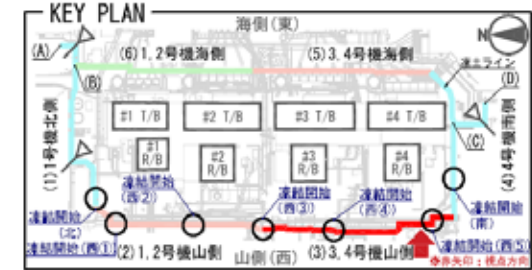 KEY PLAN
海側(東)
N
(A)
(6)1,2号機海側
(5)3,4号機海側
凍土ライン
(D)
(B)
#1 T/B
#2 T/B
#3 T/B
#4 T/B
(C)
(1)1号機北側
(4)4号機南側
#1
R/B
#2
R/B
#3
R/B
#4
R/B
凍結開始
(西②)
凍結開始
(西③)
凍結開始
(西④)
凍結開始
(北)
凍結開始
(南)
凍結開始(西①)
(2)1,2号機山側
山側(西)
(3)3,4号機山側
凍結開始(西⑤)
※赤矢印:視点方向